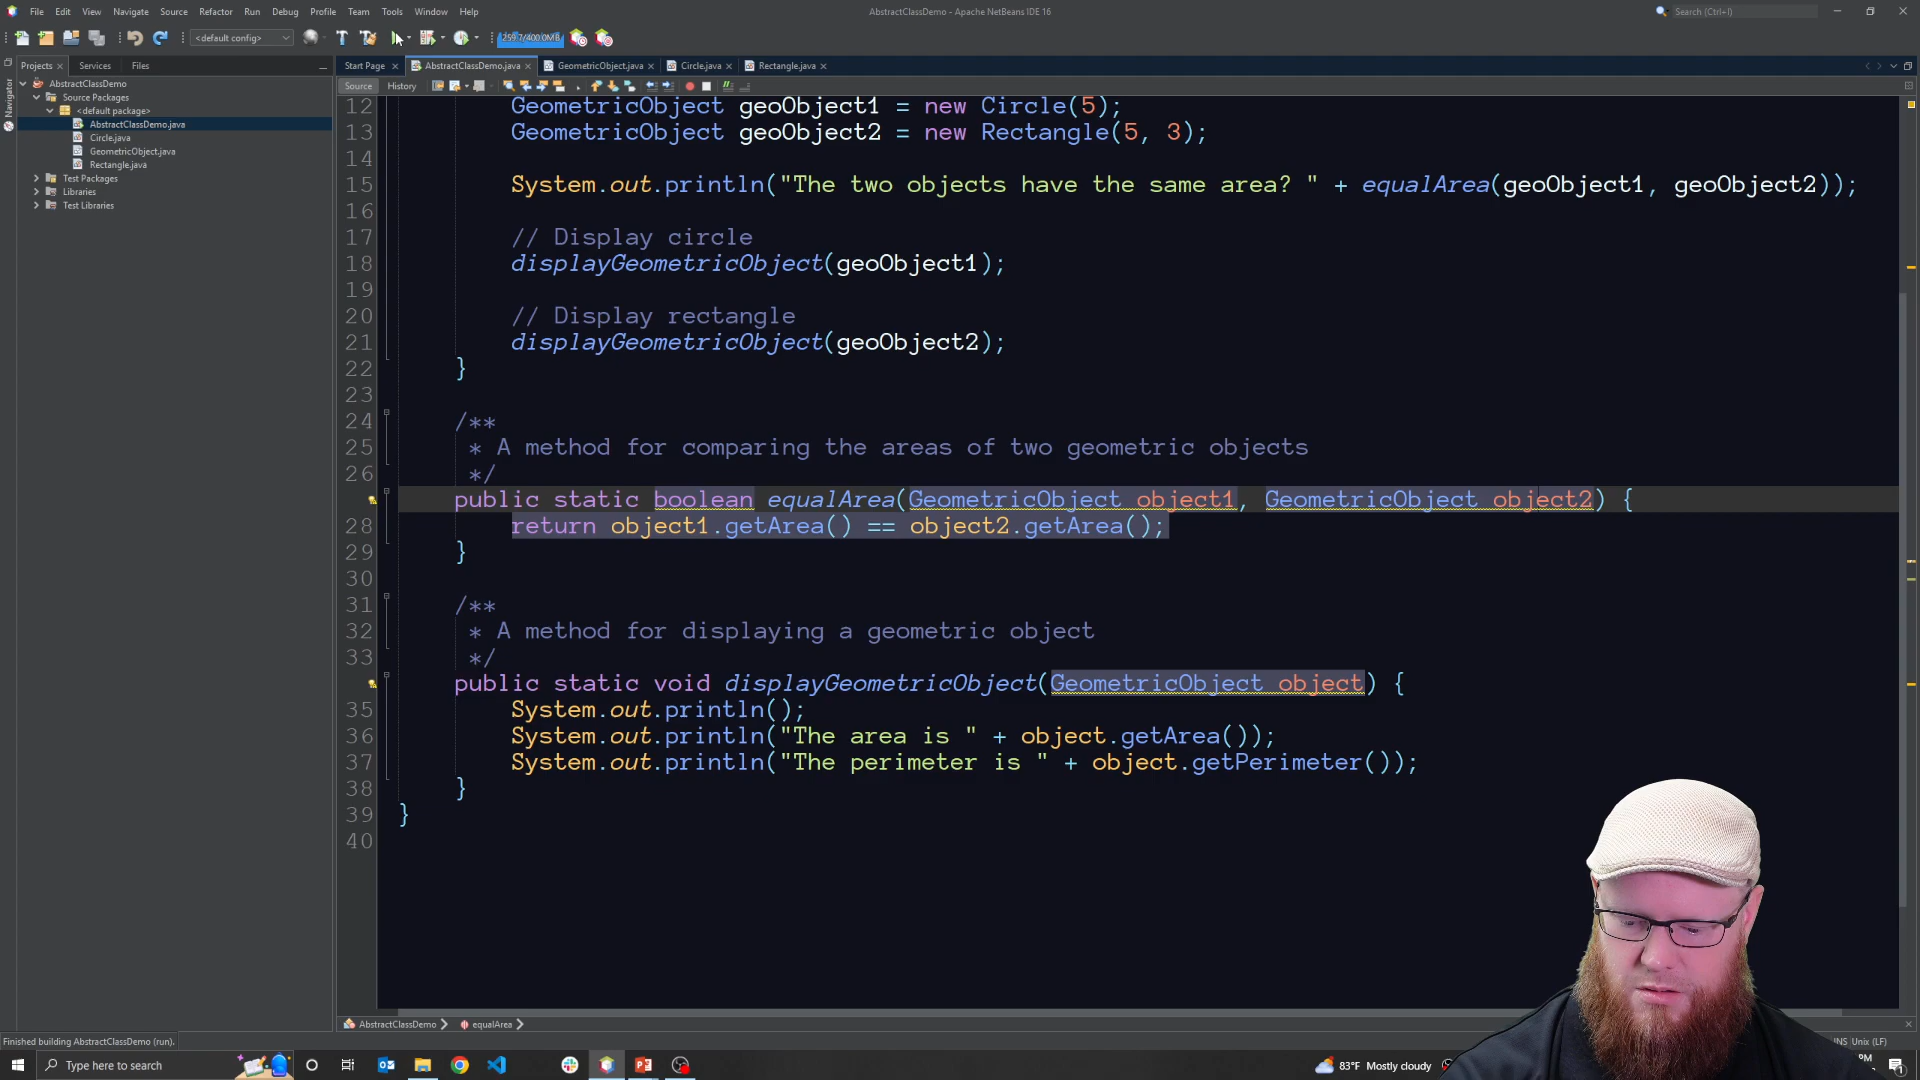 File Edit View Navigate Source Refactor Run Debug Profile Team Tools Window Help
AbstractClassDemo - Apache NetBeans IDE 16
Search (Ctrl+I)
<default config>
259.7/400.0MB
Projects Services Files
Start Page AbstractClassDemo.java GeometricObject.java Circle.java Rectangle.java
Navigator
Source History
AbstractClassDemo
Source Packages
<default package>
AbstractClassDemo.java
Circle.java
GeometricObject.java
Rectangle.java
Test Packages
Libraries
Test Libraries
12 GeometricObject geoObject1 = new Circle(5);
13 GeometricObject geoObject2 = new Rectangle(5, 3);
14
15 System.out.println("The two objects have the same area? " + equalArea(geoObject1, geoObject2));
16
17 // Display circle
18 displayGeometricObject(geoObject1);
19
20 // Display rectangle
21 displayGeometricObject(geoObject2);
22 }
23
24 /**
25 * A method for comparing the areas of two geometric objects
26 */
public static boolean equalArea(GeometricObject object1, GeometricObject object2) {
28 return object1.getArea() == object2.getArea();
29 }
30
31 /**
32 * A method for displaying a geometric object
33 */
public static void displayGeometricObject(GeometricObject object) {
35 System.out.println();
36 System.out.println("The area is " + object.getArea());
37 System.out.println("The perimeter is " + object.getPerimeter());
38 }
39 }
40
AbstractClassDemo equalArea
Finished building AbstractClassDemo (run).
INS Unix (LF)
Type here to search
83°F Mostly cloudy
PM